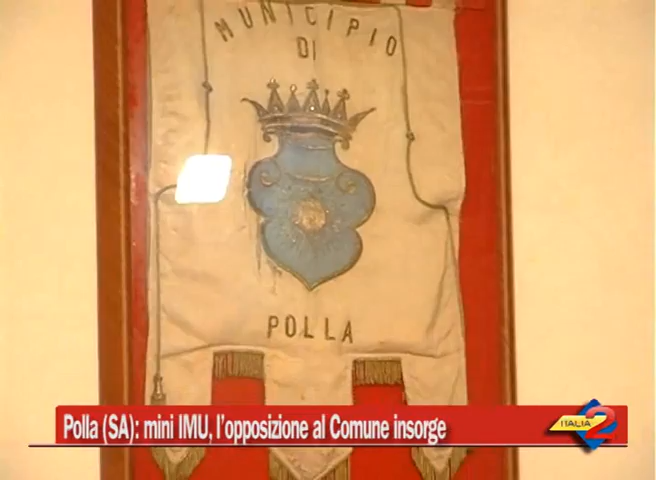 MUNICIPIO
DI
POLLA
Polla (SA): mini IMU, l'opposizione al Comune insorge
ITALIA 2